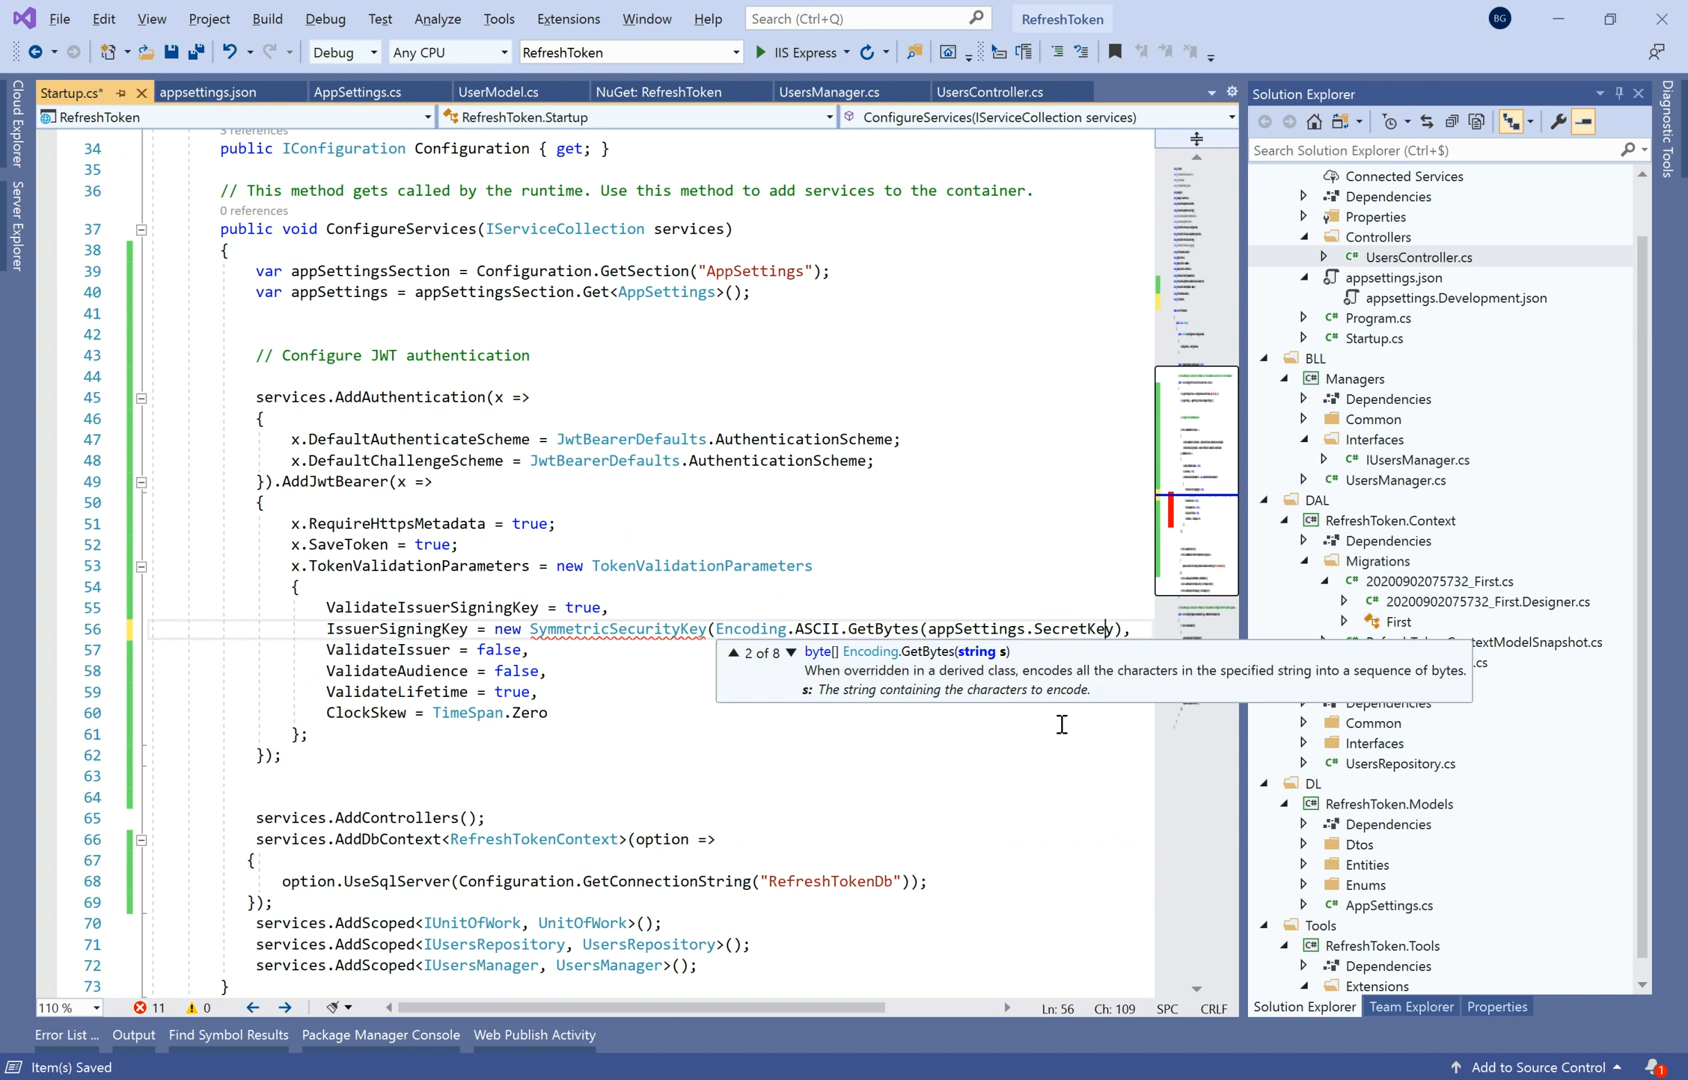 File Edit View Project Build Debug Test Analyze Tools Extensions Window Help Search (Ctrl+Q) RefreshToken BG
Debug Any CPU RefreshToken IIS Express
Startup.cs* appsettings.json AppSettings.cs UserModel.cs NuGet: RefreshToken UsersManager.cs UsersController.cs
RefreshToken RefreshToken.Startup ConfigureServices(IServiceCollection services)
Cloud Explorer
Server Explorer
3 references
34 public IConfiguration Configuration { get; }
35
36 // This method gets called by the runtime. Use this method to add services to the container.
0 references
37 public void ConfigureServices(IServiceCollection services)
38 {
39 var appSettingsSection = Configuration.GetSection("AppSettings");
40 var appSettings = appSettingsSection.Get<AppSettings>();
41
42
43 // Configure JWT authentication
44
45 services.AddAuthentication(x =>
46 {
47 x.DefaultAuthenticateScheme = JwtBearerDefaults.AuthenticationScheme;
48 x.DefaultChallengeScheme = JwtBearerDefaults.AuthenticationScheme;
49 }).AddJwtBearer(x =>
50 {
51 x.RequireHttpsMetadata = true;
52 x.SaveToken = true;
53 x.TokenValidationParameters = new TokenValidationParameters
54 {
55 ValidateIssuerSigningKey = true,
56 IssuerSigningKey = new SymmetricSecurityKey(Encoding.ASCII.GetBytes(appSettings.SecretKey),
57 ValidateIssuer = false,
58 ValidateAudience = false,
59 ValidateLifetime = true,
60 ClockSkew = TimeSpan.Zero
61 };
62 });
63
64
65 services.AddControllers();
66 services.AddDbContext<RefreshTokenContext>(option =>
67 {
68 option.UseSqlServer(Configuration.GetConnectionString("RefreshTokenDb"));
69 });
70 services.AddScoped<IUnitOfWork, UnitOfWork>();
71 services.AddScoped<IUsersRepository, UsersRepository>();
72 services.AddScoped<IUsersManager, UsersManager>();
73 }
2 of 8 byte[] Encoding.GetBytes(string s)
When overridden in a derived class, encodes all the characters in the specified string into a sequence of bytes.
s: The string containing the characters to encode.
110 % 11 0 Ln: 56 Ch: 109 SPC CRLF
Solution Explorer
Search Solution Explorer (Ctrl+$)
Connected Services
Dependencies
Properties
Controllers
C# UsersController.cs
appsettings.json
appsettings.Development.json
C# Program.cs
C# Startup.cs
BLL
C# Managers
Dependencies
Common
Interfaces
C# IUsersManager.cs
C# UsersManager.cs
DAL
C# RefreshToken.Context
Dependencies
Migrations
C# 20200902075732_First.cs
C# 20200902075732_First.Designer.cs
First
ContextModelSnapshot.cs
.cs
Dependencies
Common
Interfaces
C# UsersRepository.cs
DL
C# RefreshToken.Models
Dependencies
Dtos
Entities
Enums
C# AppSettings.cs
Tools
C# RefreshToken.Tools
Dependencies
Extensions
Solution Explorer Team Explorer Properties
Diagnostic Tools
Error List ... Output Find Symbol Results Package Manager Console Web Publish Activity
Item(s) Saved Add to Source Control 1